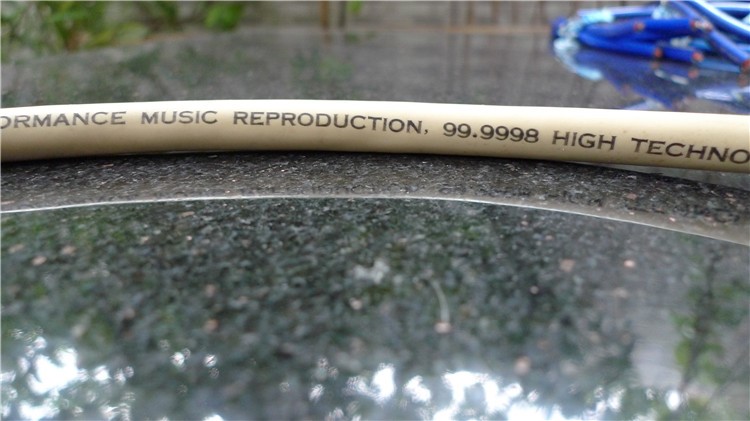 ORMANCE MUSIC REPRODUCTION, 99.9998 HIGH TECHNO